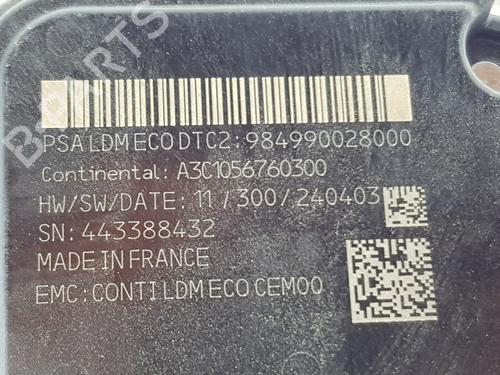 PSA LDM ECO DTC2: 984990028000
Continental: A3C1056760300
HW/SW/DATE: 11/300/240403
SN: 443388432
MADE IN FRANCE
EMC: CONTI LDM ECO CEM00
B-PARTS